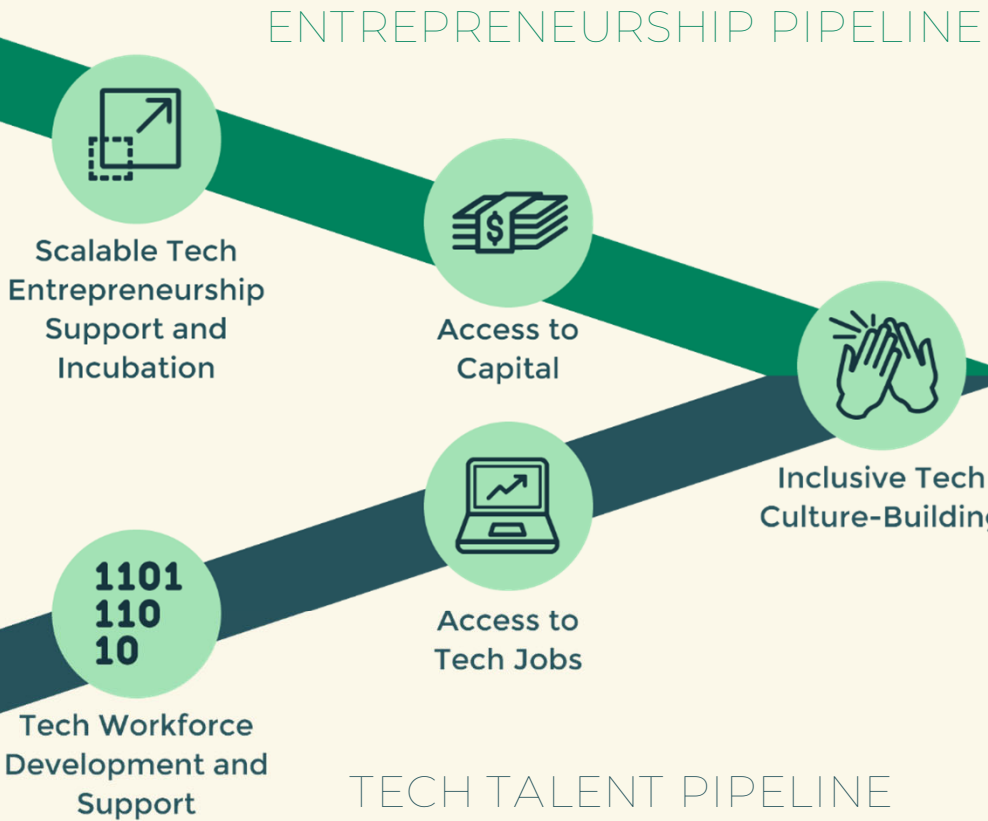 ENTREPRENEURSHIP PIPELINE
Scalable Tech
Entrepreneurship
Support and
Incubation
$
Access to
Capital
Inclusive Tech
Culture-Building
1101
110
10
Access to
Tech Jobs
Tech Workforce
Development and
Support
TECH TALENT PIPELINE